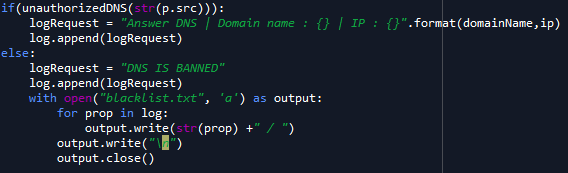 if(unauthorizedDNS(str(p.src))):
    logRequest = "Answer DNS | Domain name : {} | IP : {}".format(domainName,ip)
    log.append(logRequest)
else:
    logRequest = "DNS IS BANNED"
    log.append(logRequest)
    with open("blacklist.txt", 'a') as output:
        for prop in log:
            output.write(str(prop) +" / ")
        output.write("\n")
        output.close()